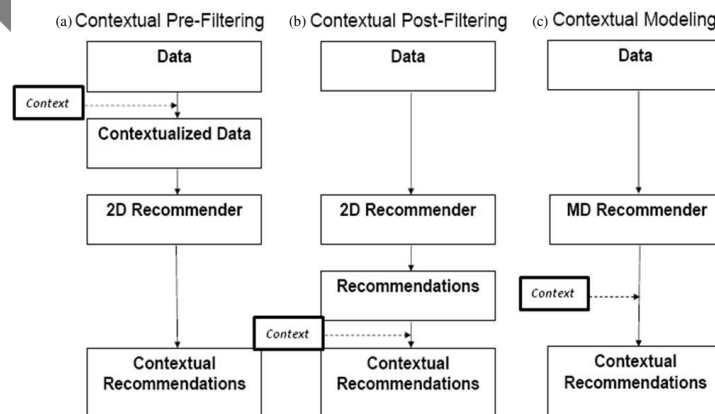 (a) Contextual Pre-Filtering
Data
Context
Contextualized Data
2D Recommender
Contextual
Recommendations
(b) Contextual Post-Filtering
Data
2D Recommender
Recommendations
Context
Contextual
Recommendations
(c) Contextual Modeling
Data
MD Recommender
Context
Contextual
Recommendations